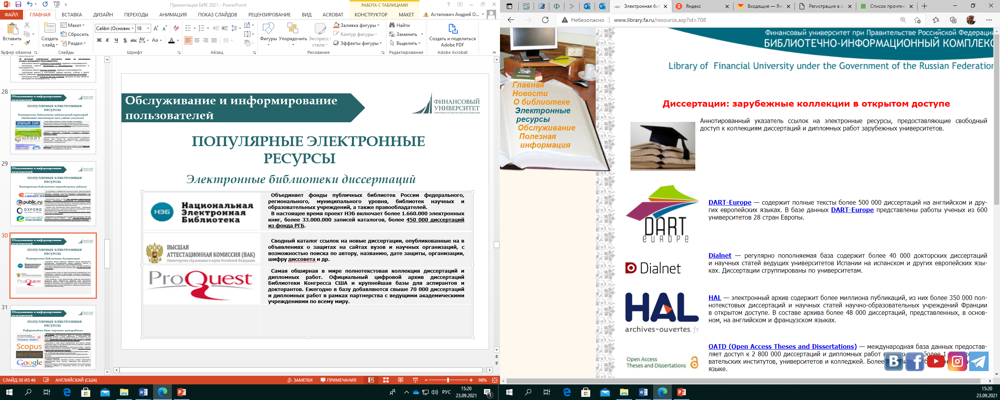 Презентация БИК 2021 - PowerPoint
РАБОТА С ТАБЛИЦАМИ
ФАЙЛ ГЛАВНАЯ ВСТАВКА ДИЗАЙН ПЕРЕХОДЫ АНИМАЦИЯ ПОКАЗ СЛАЙДОВ РЕЦЕНЗИРОВАНИЕ ВИД ACROBAT КОНСТРУКТОР МАКЕТ Астапович Андрей О...
Вставить
Создать слайд
Макет
Сбросить
Раздел
Calibri (Основно 18
Ж К Ч S abc AV Aa А
Фигуры Упорядочить Экспресс-стили
Заливка фигуры
Контур фигуры
Эффекты фигуры
Найти
Заменить
Выделить
Создать и поделиться
Adobe PDF
Буфер обмена Слайды Шрифт Абзац Рисование Редактирование Adobe Acrobat
28
Обслуживание и информирование
пользователей
ПОПУЛЯРНЫЕ ЭЛЕКТРОННЫЕ
РЕСУРСЫ
Электронные библиотеки издательств-партнеров
znanium com
ЮРАЙТ
29
Обслуживание и информирование
пользователей
ПОПУЛЯРНЫЕ ЭЛЕКТРОННЫЕ
РЕСУРСЫ
Электронные библиотеки периодических изданий
LIBRARY.RU
public.ru
OXFORD
UNIVERSITY PRESS
emerald
PUBLISHING
30
Обслуживание и информирование
пользователей
ПОПУЛЯРНЫЕ ЭЛЕКТРОННЫЕ
РЕСУРСЫ
Электронные библиотеки диссертаций
ProQuest
31
Обслуживание и информирование
пользователей
ПОПУЛЯРНЫЕ ЭЛЕКТРОННЫЕ
РЕСУРСЫ
Реферативные базы научного цитирования
Science Index
Scopus
WEB OF SCIENCE
Google
Академия
Обслуживание и информирование
пользователей
ФИНАНСОВЫЙ
УНИВЕРСИТЕТ
ПРИ ПРАВИТЕЛЬСТВЕ РОССИЙСКОЙ ФЕДЕРАЦИИ
ПОПУЛЯРНЫЕ ЭЛЕКТРОННЫЕ
РЕСУРСЫ
Электронные библиотеки диссертаций
НЭБ
Национальная
Электронная
Библиотека
Объединяет фонды публичных библиотек России федерального,
регионального, муниципального уровня, библиотек научных и
образовательных учреждений, а также правообладателей.
В настоящее время проект НЭБ включает более 1.660.000 электронных
книг, более 33.000.000 записей каталогов, более 450 000 диссертаций
из фонда РГБ.
ВЫСШАЯ
АТТЕСТАЦИОННАЯ КОМИССИЯ (ВАК)
Министерства образования и науки Российской Федерации
Сводный каталог ссылок на новые диссертации, опубликованные на в
объявлениях о защитах на сайтах вузов и научных организаций, с
возможностью поиска по автору, названию, дате защиты, организации,
шифру диссовета и др.
ProQuest
Самая обширная в мире полнотекстовая коллекция диссертаций и
дипломных работ. Официальный цифровой архив диссертаций
Библиотеки Конгресса США и крупнейшая базы для аспирантов и
докторантов. Ежегодно в базу добавляются свыше 70 000 диссертаций
и дипломных работ в рамках партнерства с ведущими академическими
учреждениями по всему миру.
СЛАЙД 30 ИЗ 46 АНГЛИЙСКИЙ (США) ЗАМЕТКИ ПРИМЕЧАНИЯ 98%
РУС 15:20
23.09.2021
1
Электронная биб Яндекс Входящие — Ян Регистрация в си Список прочтен
Небезопасно www.library.fa.ru/resource.asp?id=708
Финансовый университет при Правительстве Российской Федерации
БИБЛИОТЕЧНО-ИНФОРМАЦИОННЫЙ КОМПЛЕКС
Library of Financial University under the Government of the Russian Federation
Главная
Новости
О библиотеке
Электронные
ресурсы
Обслуживание
Полезная
информация
Диссертации: зарубежные коллекции в открытом доступе
Аннотированный указатель ссылок на электронные ресурсы, предоставляющие свободный
доступ к коллекциям диссертаций и дипломных работ зарубежных университетов.
DART
europe
DART-Europe — содержит полные тексты более 500 000 диссертаций на английском и дру-
гих европейских языках. В базе данных DART-Europe представлены работы ученых из 600
университетов 28 стран Европы.
Dialnet
Dialnet — регулярно пополняемая база содержит более 40 000 докторских диссертаций
и научных статей ведущих университетов Испании на испанском и других европейских язы-
ках. Диссертации сгруппированы по университетам.
HAL
archives-ouvertes.fr
HAL — электронный архив содержит более миллиона публикаций, из них более 350 000 пол-
нотекстовых диссертаций и научных статей научно-образовательных учреждений Франции
в открытом доступе. В составе архива более 48 000 диссертаций, представленных, в основ-
ном, на английском и французском языках.
Open Access
Theses and Dissertations
OATD (Open Access Theses and Dissertations) — международная база данных предостав-
ляет доступ к 2 800 000 диссертаций и дипломных работ более 1
вательских институтов, университетов и колледжей. Более
языке.
15:20
23.09.2021